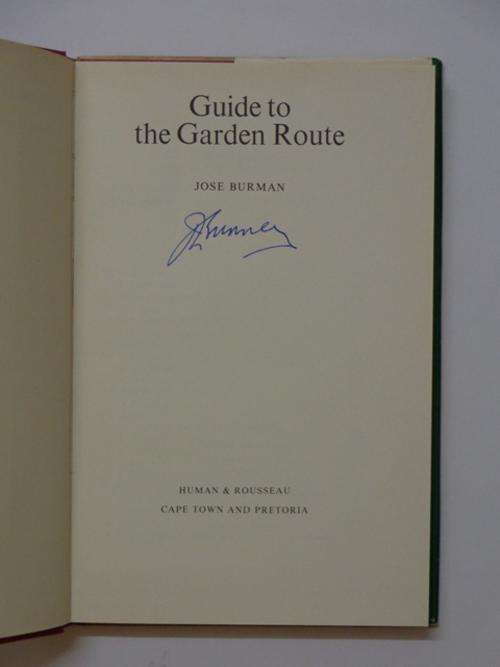 Guide to
the Garden Route
JOSE BURMAN
HUMAN & ROUSSEAU
CAPE TOWN AND PRETORIA